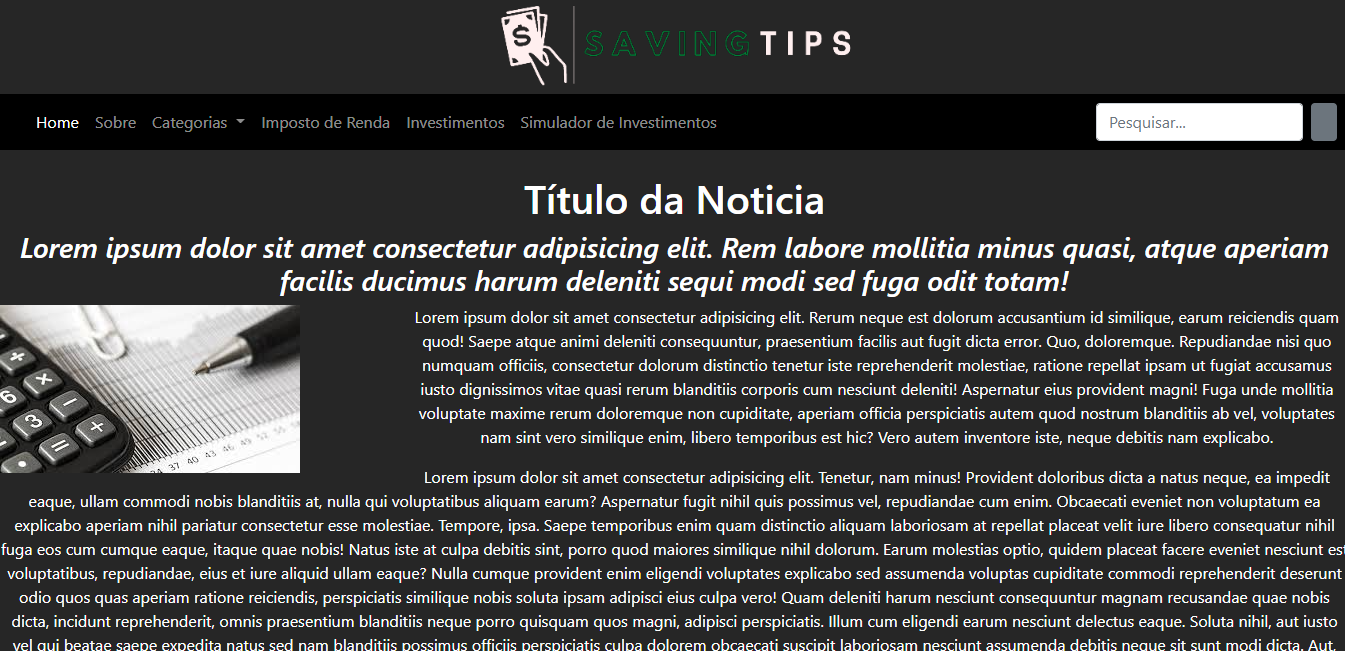 SAVING TIPS
Home Sobre Categorias Imposto de Renda Investimentos Simulador de Investimentos Pesquisar...
Título da Noticia
Lorem ipsum dolor sit amet consectetur adipisicing elit. Rem labore mollitia minus quasi, atque aperiam
facilis ducimus harum deleniti sequi modi sed fuga odit totam!
Lorem ipsum dolor sit amet consectetur adipisicing elit. Rerum neque est dolorum accusantium id similique, earum reiciendis quam
quod! Saepe atque animi deleniti consequuntur, praesentium facilis aut fugit dicta error. Quo, doloremque. Repudiandae nisi quo
numquam officiis, consectetur dolorum distinctio tenetur iste reprehenderit molestiae, ratione repellat ipsam ut fugiat accusamus
iusto dignissimos vitae quasi rerum blanditiis corporis cum nesciunt deleniti! Aspernatur eius provident magni! Fuga unde mollitia
voluptate maxime rerum doloremque non cupiditate, aperiam officia perspiciatis autem quod nostrum blanditiis ab vel, voluptates
nam sint vero similique enim, libero temporibus est hic? Vero autem inventore iste, neque debitis nam explicabo.
Lorem ipsum dolor sit amet consectetur adipisicing elit. Tenetur, nam minus! Provident doloribus dicta a natus neque, ea impedit
eaque, ullam commodi nobis blanditiis at, nulla qui voluptatibus aliquam earum? Aspernatur fugit nihil quis possimus vel, repudiandae cum enim. Obcaecati eveniet non voluptatum ea
explicabo aperiam nihil pariatur consectetur esse molestiae. Tempore, ipsa. Saepe temporibus enim quam distinctio aliquam laboriosam at repellat placeat velit iure libero consequatur nihil
fuga eos cum cumque eaque, itaque quae nobis! Natus iste at culpa debitis sint, porro quod maiores similique nihil dolorum. Earum molestias optio, quidem placeat facere eveniet nesciunt est
voluptatibus, repudiandae, eius et iure aliquid ullam eaque? Nulla cumque provident enim eligendi voluptates explicabo sed assumenda voluptas cupiditate commodi reprehenderit deserunt
odio quos quas aperiam ratione reiciendis, perspiciatis similique nobis soluta ipsam adipisci eius culpa vero! Quam deleniti harum nesciunt consequuntur magnam recusandae quae nobis
dicta, incidunt reprehenderit, omnis praesentium blanditiis neque porro quisquam quos magni, adipisci perspiciatis. Illum cum eligendi earum nesciunt delectus eaque. Soluta nihil, aut iusto
vel qui beatae saepe expedita natus sed nam blanditiis possimus officiis perspiciatis culpa dolorem obcaecati suscipit laboriosam nesciunt assumenda debitis neque sit sunt modi dicta. Aut,